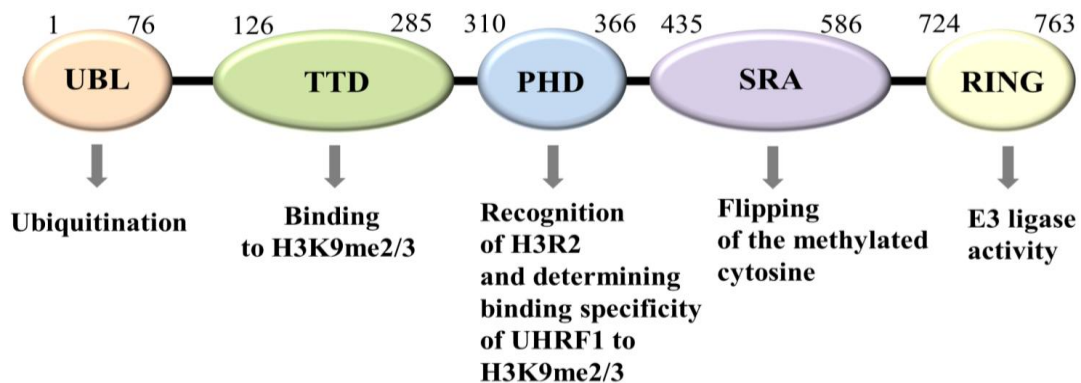 1 76 126 285 310 366 435 586 724 763
UBL TTD PHD SRA RING
Ubiquitination
Binding
to H3K9me2/3
Recognition
of H3R2
and determining
binding specificity
of UHRF1 to
H3K9me2/3
Flipping
of the methylated
cytosine
E3 ligase
activity